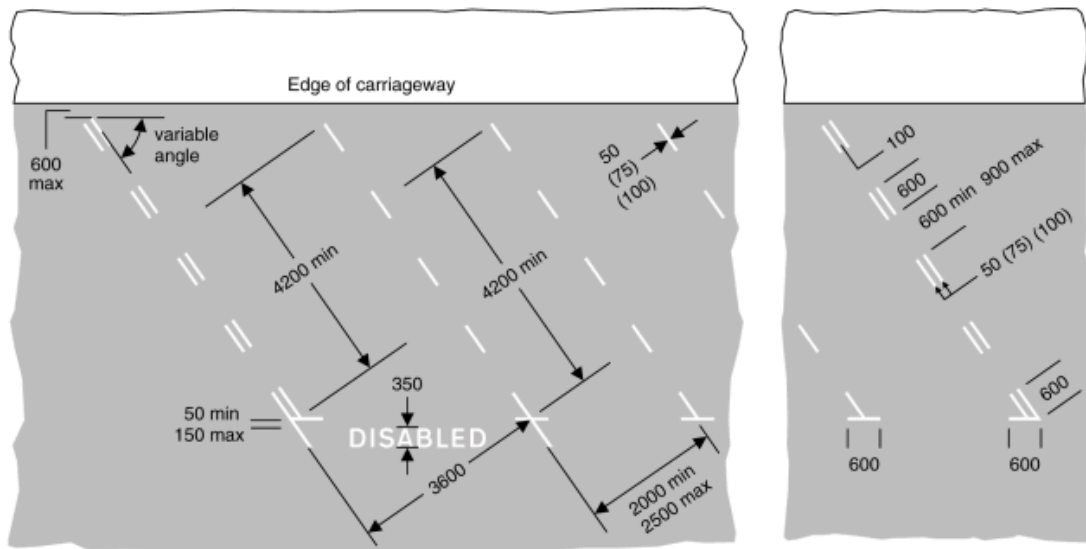 Edge of carriageway
600
max
variable
angle
50
(75)
(100)
4200 min
4200 min
350
50 min
150 max
DISABLED
3600
2000 min
2500 max
100
600
600 min 900 max
50 (75) (100)
600
600
600